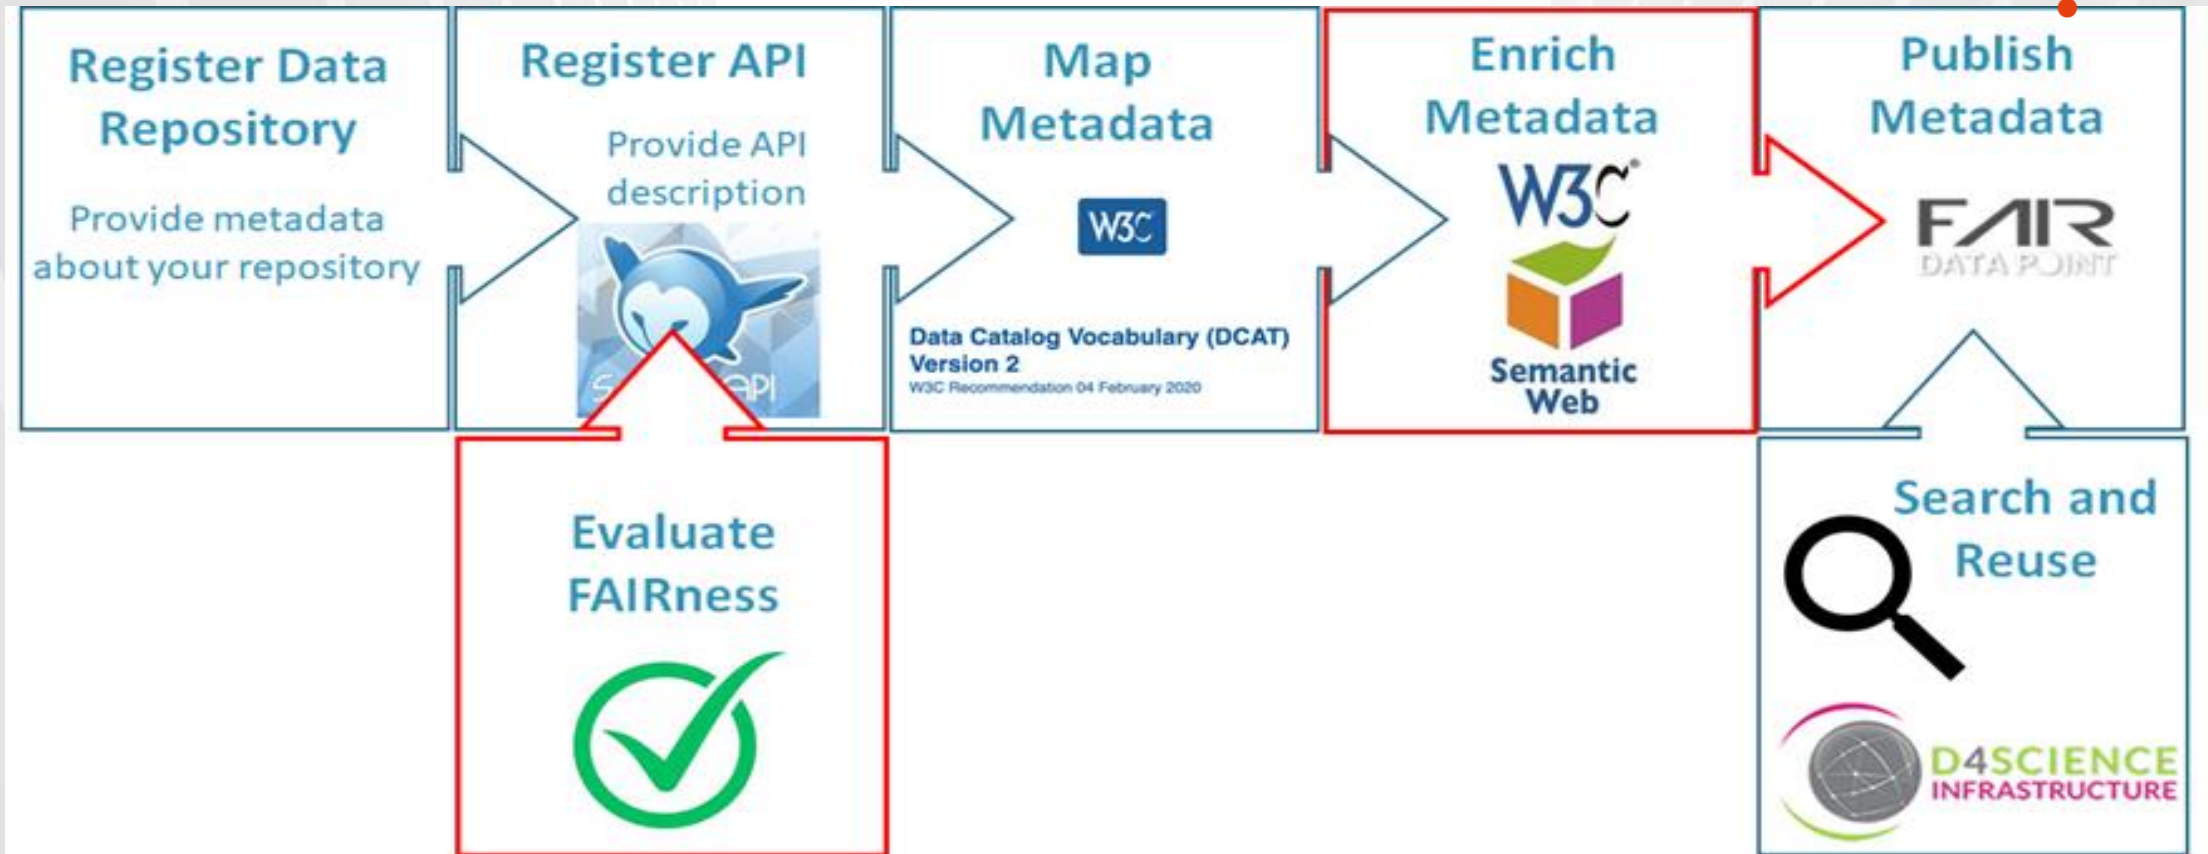 Register Data
Repository
Provide metadata
about your repository
Register API
Provide API
description
API
Map
Metadata
W3C
Data Catalog Vocabulary (DCAT)
Version 2
W3C Recommendation 04 February 2020
Enrich
Metadata
W3C
Semantic
Web
Publish
Metadata
FAIR
DATA POINT
Evaluate
FAIRness
Search and
Reuse
D4SCIENCE
INFRASTRUCTURE